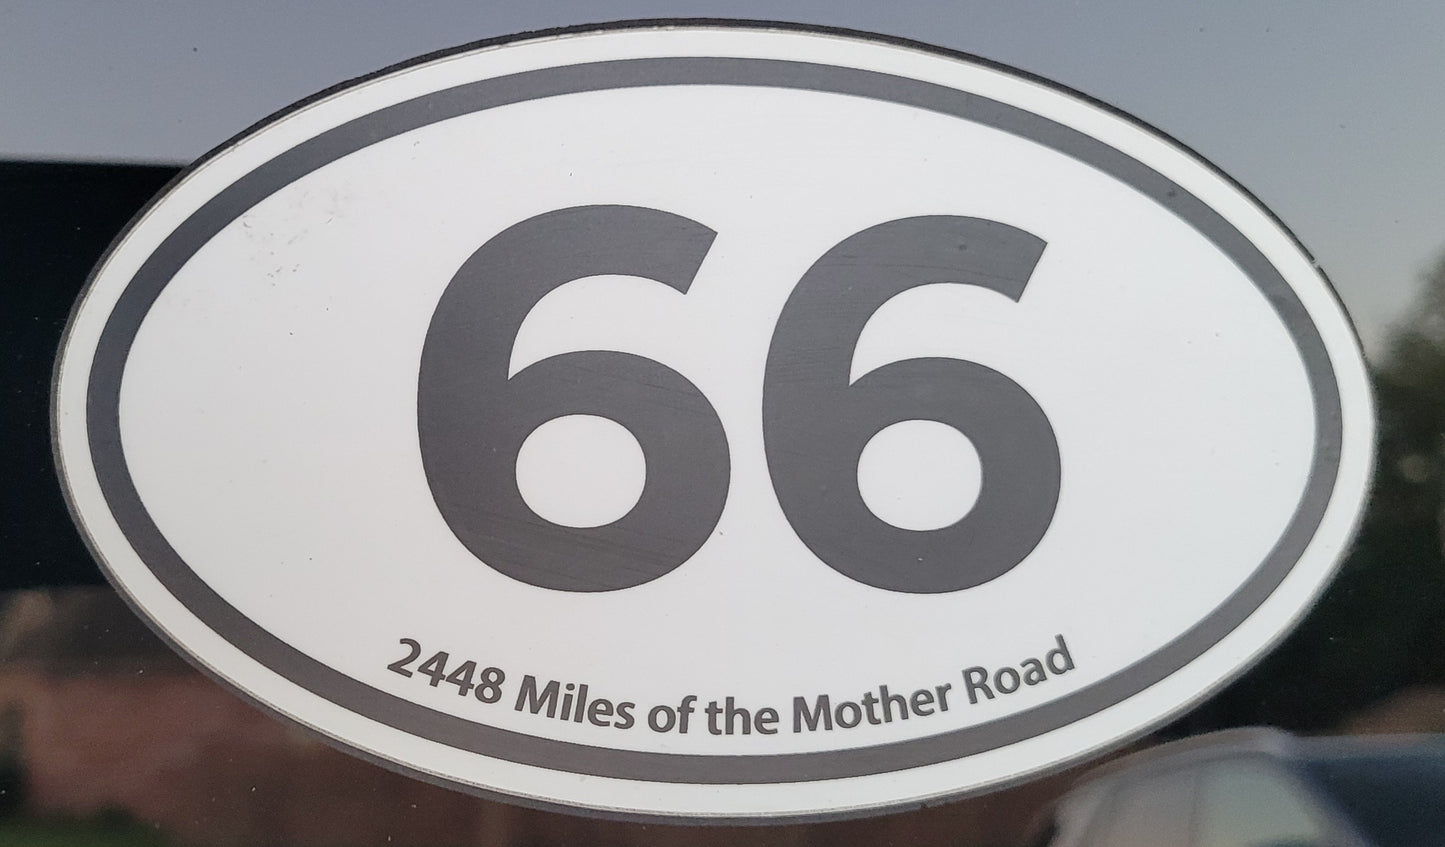 66
2448 Miles of the Mother Road